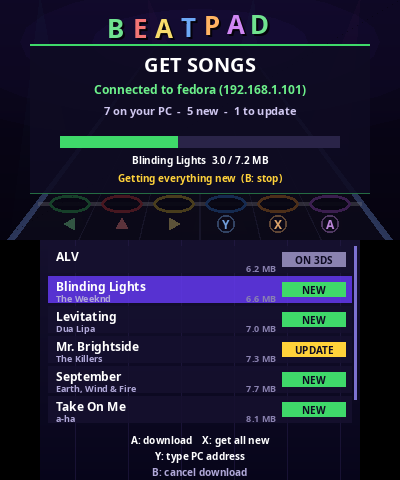 BEATPAD
GET SONGS
Connected to fedora (192.168.1.101)
7 on your PC - 5 new - 1 to update
Blinding Lights 3.0 / 7.2 MB
Getting everything new (B: stop)
Y X A
ALV
6.2 MB ON 3DS
Blinding Lights
The Weeknd 6.6 MB NEW
Levitating
Dua Lipa 7.0 MB NEW
Mr. Brightside
The Killers 7.3 MB UPDATE
September
Earth, Wind & Fire 7.7 MB NEW
Take On Me
a-ha 8.1 MB NEW
A: download X: get all new
Y: type PC address
B: cancel download